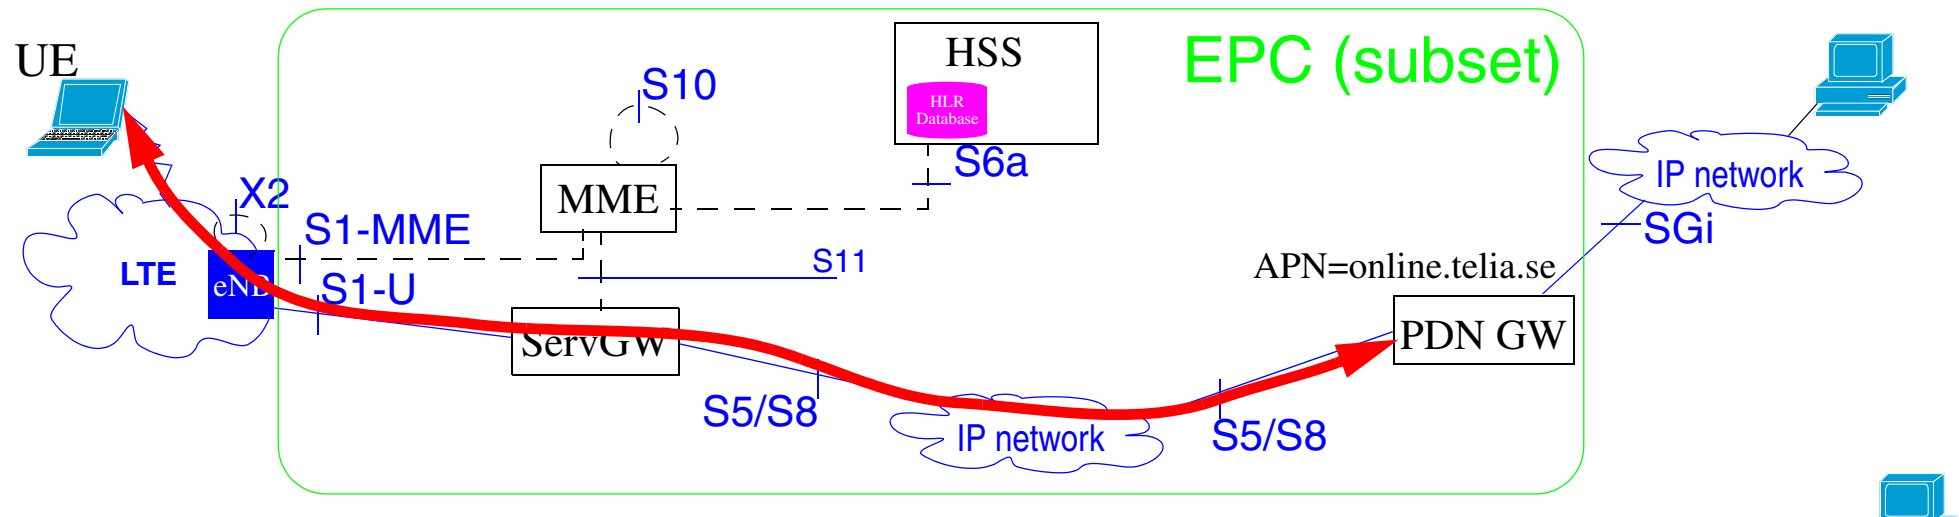 UE
HSS
EPC (subset)
HLR
Database
S10
S6a
IP network
X2
MME
S1-MME
SGi
LTE
eNB
S11
APN=online.telia.se
S1-U
ServGW
PDN GW
S5/S8
IP network
S5/S8